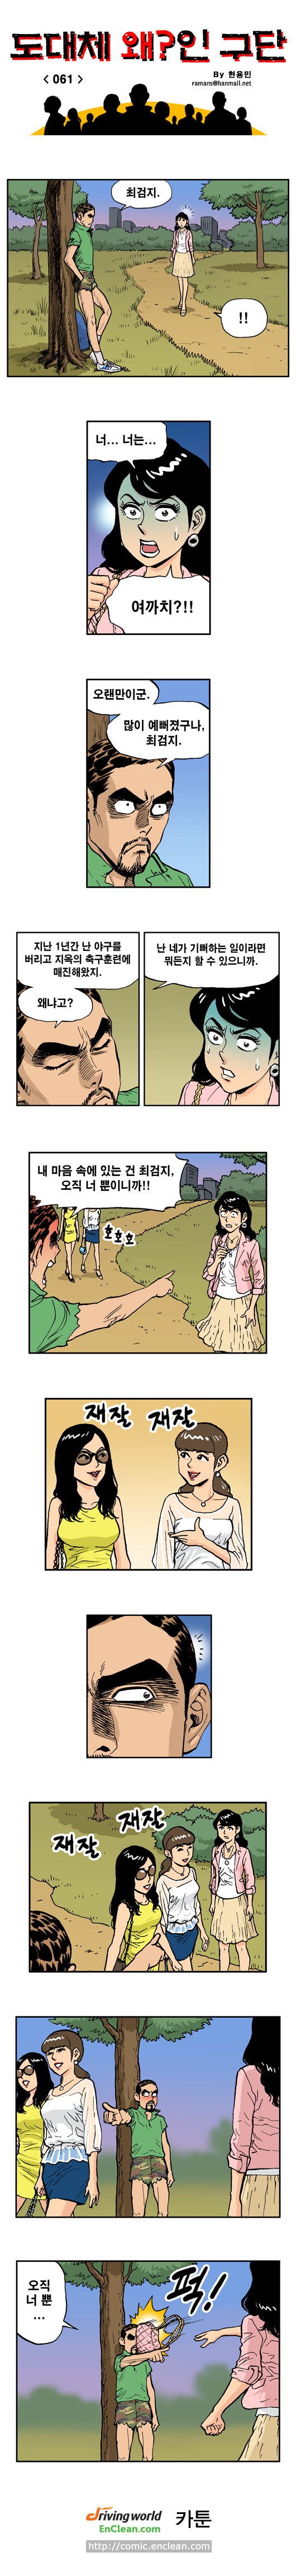 도대체 왜?인 구단
< 061 >
By 현용민
ramans@hanmail.net
최검지.
!!
너... 너는...
여까치?!!
오랜만이군.
많이 예뻐졌구나,
최검지.
지난 1년간 난 야구를
버리고 지옥의 축구훈련에
매진해왔지.
왜냐고?
난 네가 기뻐하는 일이라면
뭐든지 할 수 있으니까.
내 마음 속에 있는 건 최검지,
오직 너 뿐이니까!!
호호호
재잘 재잘
재잘 재잘
오직
너 뿐
...
퍽!
driving world
EnClean.com
카툰
http://comic.enclean.com